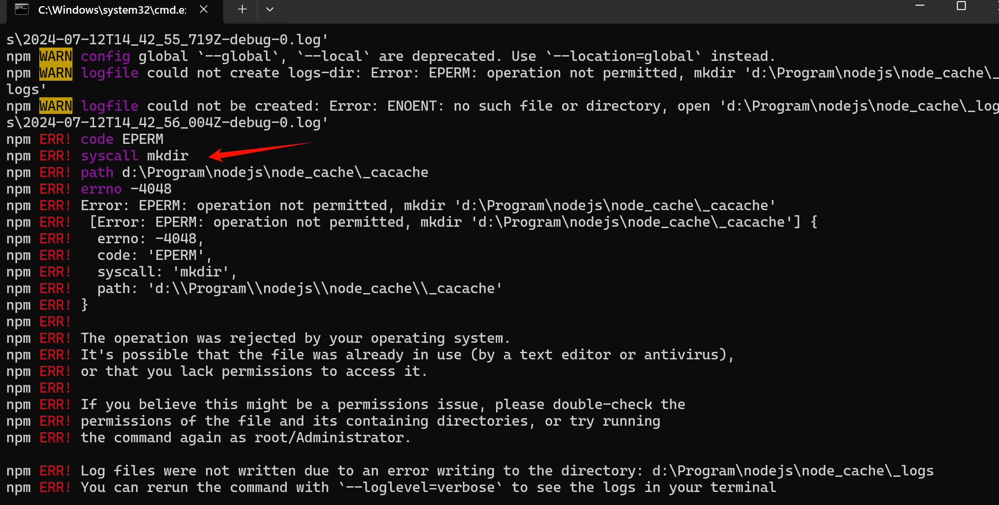 C:\Windows\system32\cmd.e
s\2024-07-12T14_42_55_719Z-debug-0.log'
npm WARN config global `--global`, `--local` are deprecated. Use `--location=global` instead.
npm WARN logfile could not create logs-dir: Error: EPERM: operation not permitted, mkdir 'd:\Program\nodejs\node_cache\_
logs'
npm WARN logfile could not be created: Error: ENOENT: no such file or directory, open 'd:\Program\nodejs\node_cache\_log
s\2024-07-12T14_42_56_004Z-debug-0.log'
npm ERR! code EPERM
npm ERR! syscall mkdir
npm ERR! path d:\Program\nodejs\node_cache\_cacache
npm ERR! errno -4048
npm ERR! Error: EPERM: operation not permitted, mkdir 'd:\Program\nodejs\node_cache\_cacache'
npm ERR!  [Error: EPERM: operation not permitted, mkdir 'd:\Program\nodejs\node_cache\_cacache'] {
npm ERR!   errno: -4048,
npm ERR!   code: 'EPERM',
npm ERR!   syscall: 'mkdir',
npm ERR!   path: 'd:\\Program\\nodejs\\node_cache\\_cacache'
npm ERR! }
npm ERR!
npm ERR! The operation was rejected by your operating system.
npm ERR! It's possible that the file was already in use (by a text editor or antivirus),
npm ERR! or that you lack permissions to access it.
npm ERR!
npm ERR! If you believe this might be a permissions issue, please double-check the
npm ERR! permissions of the file and its containing directories, or try running
npm ERR! the command again as root/Administrator.
npm ERR! Log files were not written due to an error writing to the directory: d:\Program\nodejs\node_cache\_logs
npm ERR! You can rerun the command with `--loglevel=verbose` to see the logs in your terminal